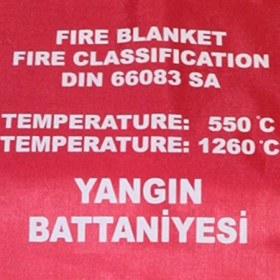 FIRE BLANKET
FIRE CLASSIFICATION
DIN 66083 SA
TEMPERATURE: 550 °C
TEMPERATURE: 1260 °C
YANGIN
BATTANİYESİ